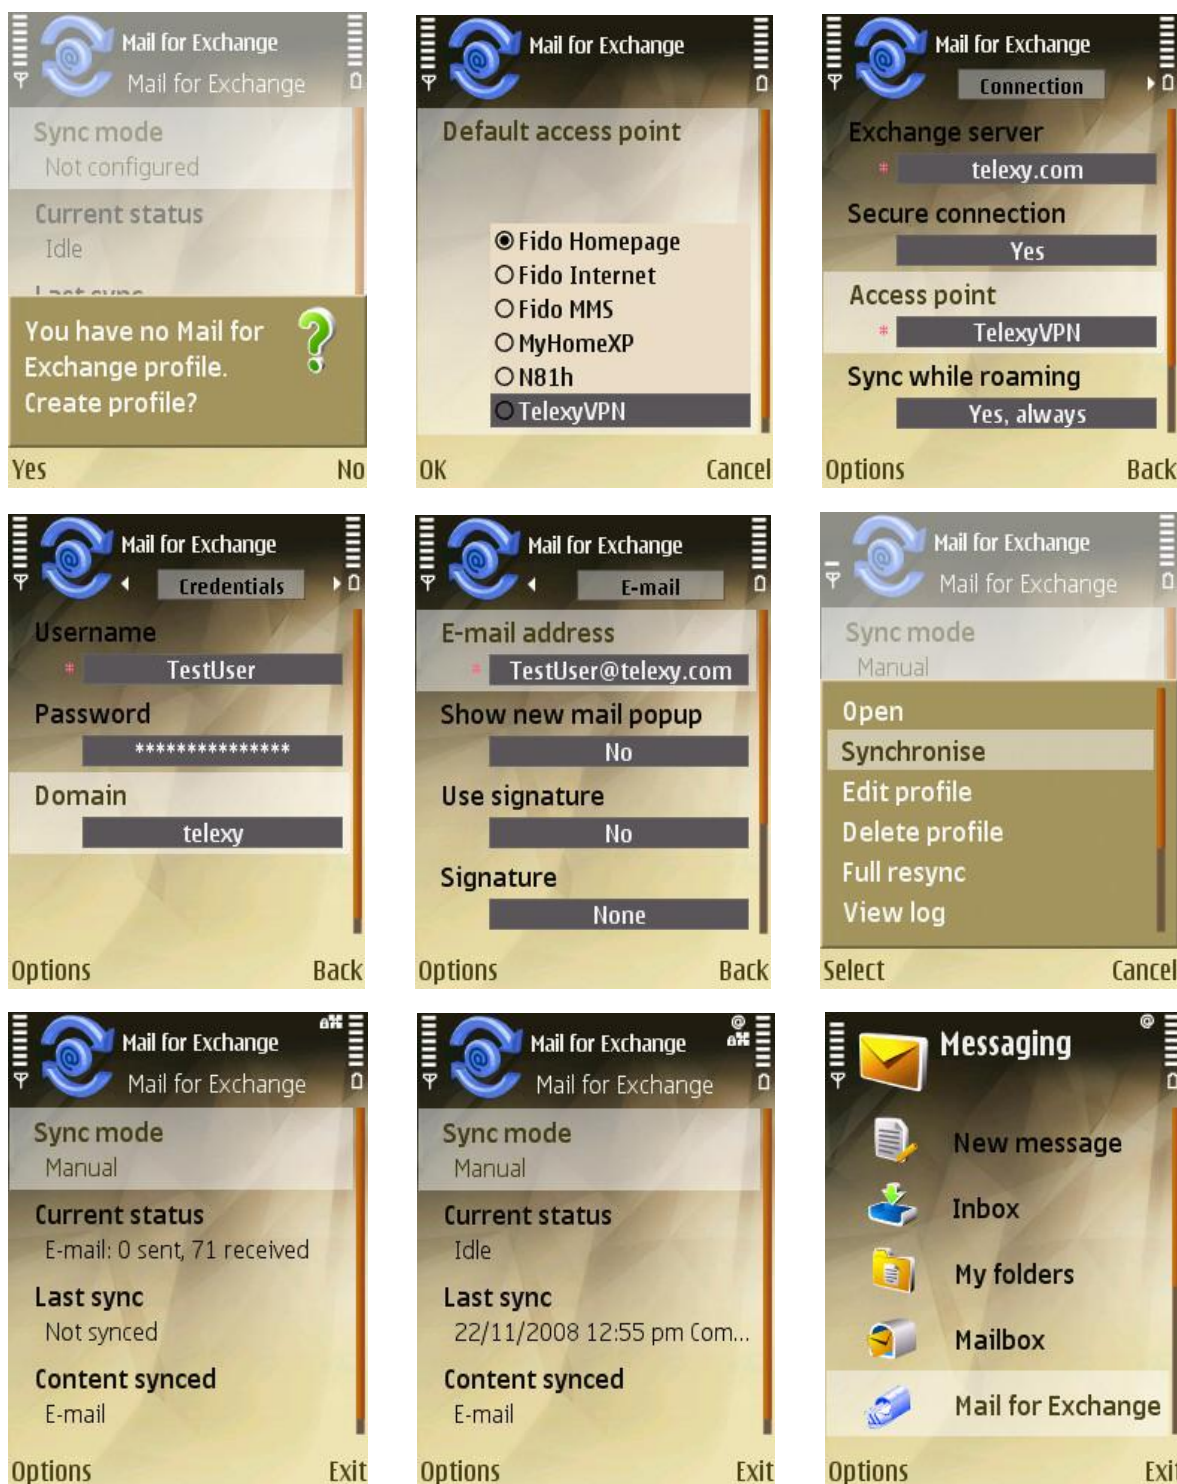 Mail for Exchange
Mail for Exchange
Sync mode
Not configured
Current status
Idle
Last sync
You have no Mail for
Exchange profile.
Create profile?
Yes
No
Mail for Exchange
Default access point
Fido Homepage
Fido Internet
Fido MMS
MyHomeXP
N81h
TelexyVPN
OK
Cancel
Mail for Exchange
Connection
Exchange server
* telexy.com
Secure connection
Yes
Access point
* TelexyVPN
Sync while roaming
Yes, always
Options
Back
Mail for Exchange
Credentials
Username
* TestUser
Password
***************
Domain
telexy
Options
Back
Mail for Exchange
E-mail
E-mail address
* TestUser@telexy.com
Show new mail popup
No
Use signature
No
Signature
None
Options
Back
Mail for Exchange
Mail for Exchange
Sync mode
Manual
Open
Synchronise
Edit profile
Delete profile
Full resync
View log
Select
Cancel
Mail for Exchange
Mail for Exchange
Sync mode
Manual
Current status
E-mail: 0 sent, 71 received
Last sync
Not synced
Content synced
E-mail
Options
Exit
Mail for Exchange
Mail for Exchange
Sync mode
Manual
Current status
Idle
Last sync
22/11/2008 12:55 pm Com...
Content synced
E-mail
Options
Exit
Messaging
New message
Inbox
My folders
Mailbox
Mail for Exchange
Options
Exit